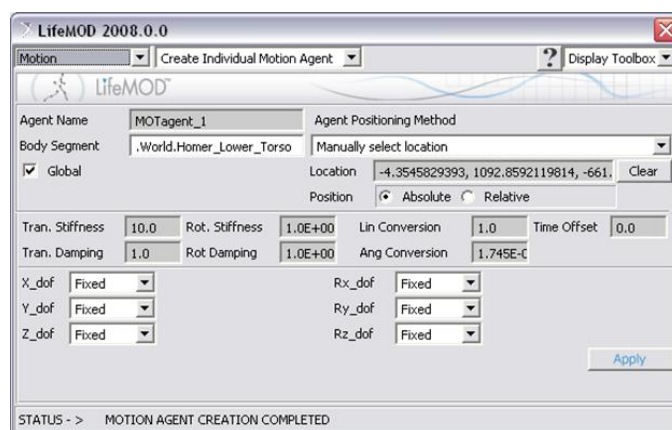 LifeMOD 2008.0.0
Motion Create Individual Motion Agent ? Display Toolbox
LifeMOD™
Agent Name MOTagent_1 Agent Positioning Method
Body Segment .World.Homer_Lower_Torso Manually select location
Global Location -4.3545829393, 1092.8592119814, -661. Clear
Position Absolute Relative
Tran. Stiffness 10.0 Rot. Stiffness 1.0E+00 Lin Conversion 1.0 Time Offset 0.0
Tran. Damping 1.0 Rot Damping 1.0E+00 Ang Conversion 1.745E-0
X_dof Fixed Rx_dof Fixed
Y_dof Fixed Ry_dof Fixed
Z_dof Fixed Rz_dof Fixed
Apply
STATUS - > MOTION AGENT CREATION COMPLETED